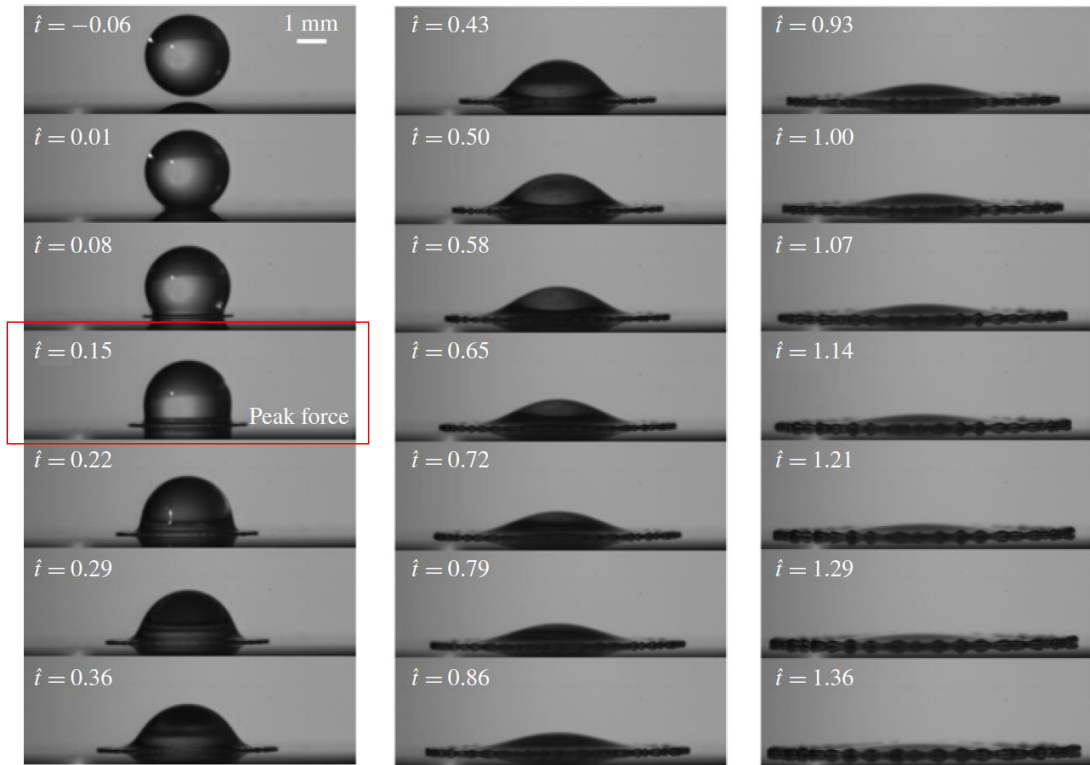 t̂ = −0.06
1 mm
t̂ = 0.01
t̂ = 0.08
t̂ = 0.15
Peak force
t̂ = 0.22
t̂ = 0.29
t̂ = 0.36
t̂ = 0.43
t̂ = 0.50
t̂ = 0.58
t̂ = 0.65
t̂ = 0.72
t̂ = 0.79
t̂ = 0.86
t̂ = 0.93
t̂ = 1.00
t̂ = 1.07
t̂ = 1.14
t̂ = 1.21
t̂ = 1.29
t̂ = 1.36